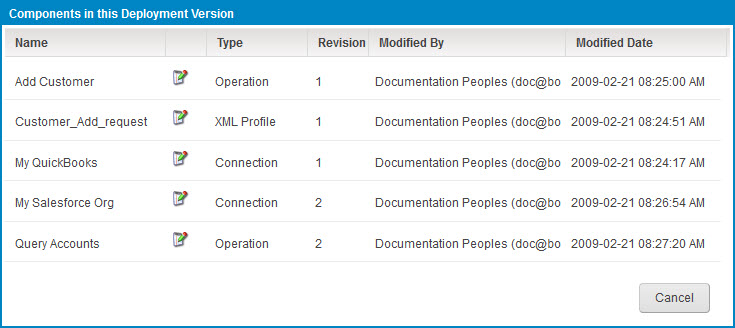 Components in this Deployment Version
Name Type Revision Modified By Modified Date
Add Customer Operation 1 Documentation Peoples (doc@bo 2009-02-21 08:25:00 AM
Customer_Add_request XML Profile 1 Documentation Peoples (doc@bo 2009-02-21 08:24:51 AM
My QuickBooks Connection 1 Documentation Peoples (doc@bo 2009-02-21 08:24:17 AM
My Salesforce Org Connection 2 Documentation Peoples (doc@bo 2009-02-21 08:26:54 AM
Query Accounts Operation 2 Documentation Peoples (doc@bo 2009-02-21 08:27:20 AM
Cancel